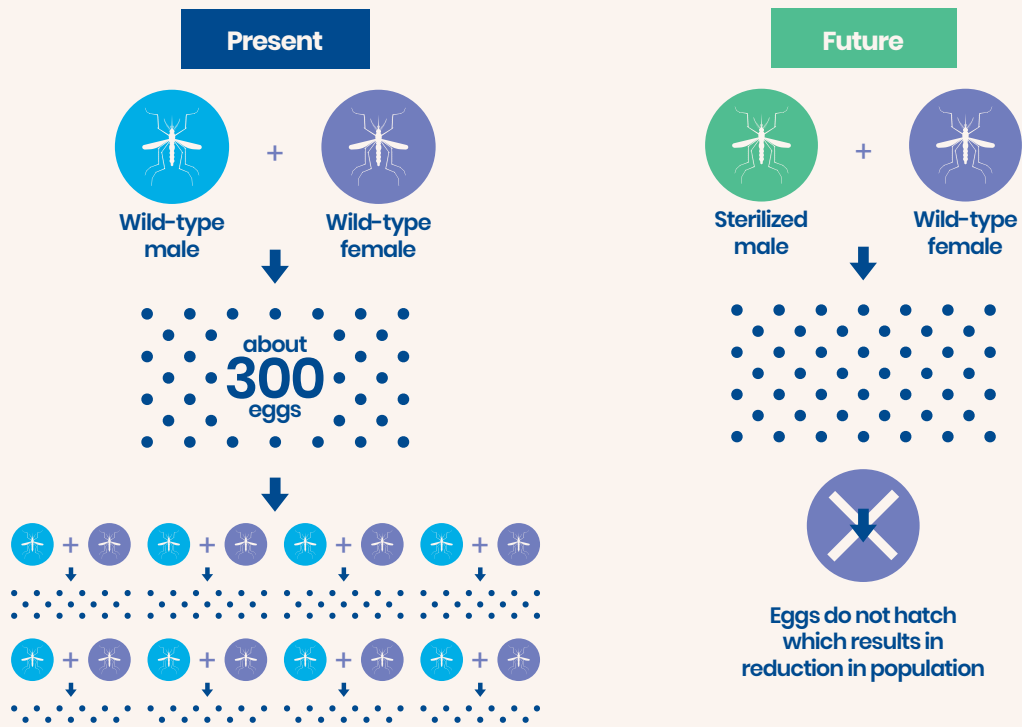 Present
+
Wild-type
male
Wild-type
female
about
300
eggs
+ + + +
+ + + +
Future
+
Sterilized
male
Wild-type
female
Eggs do not hatch
which results in
reduction in population